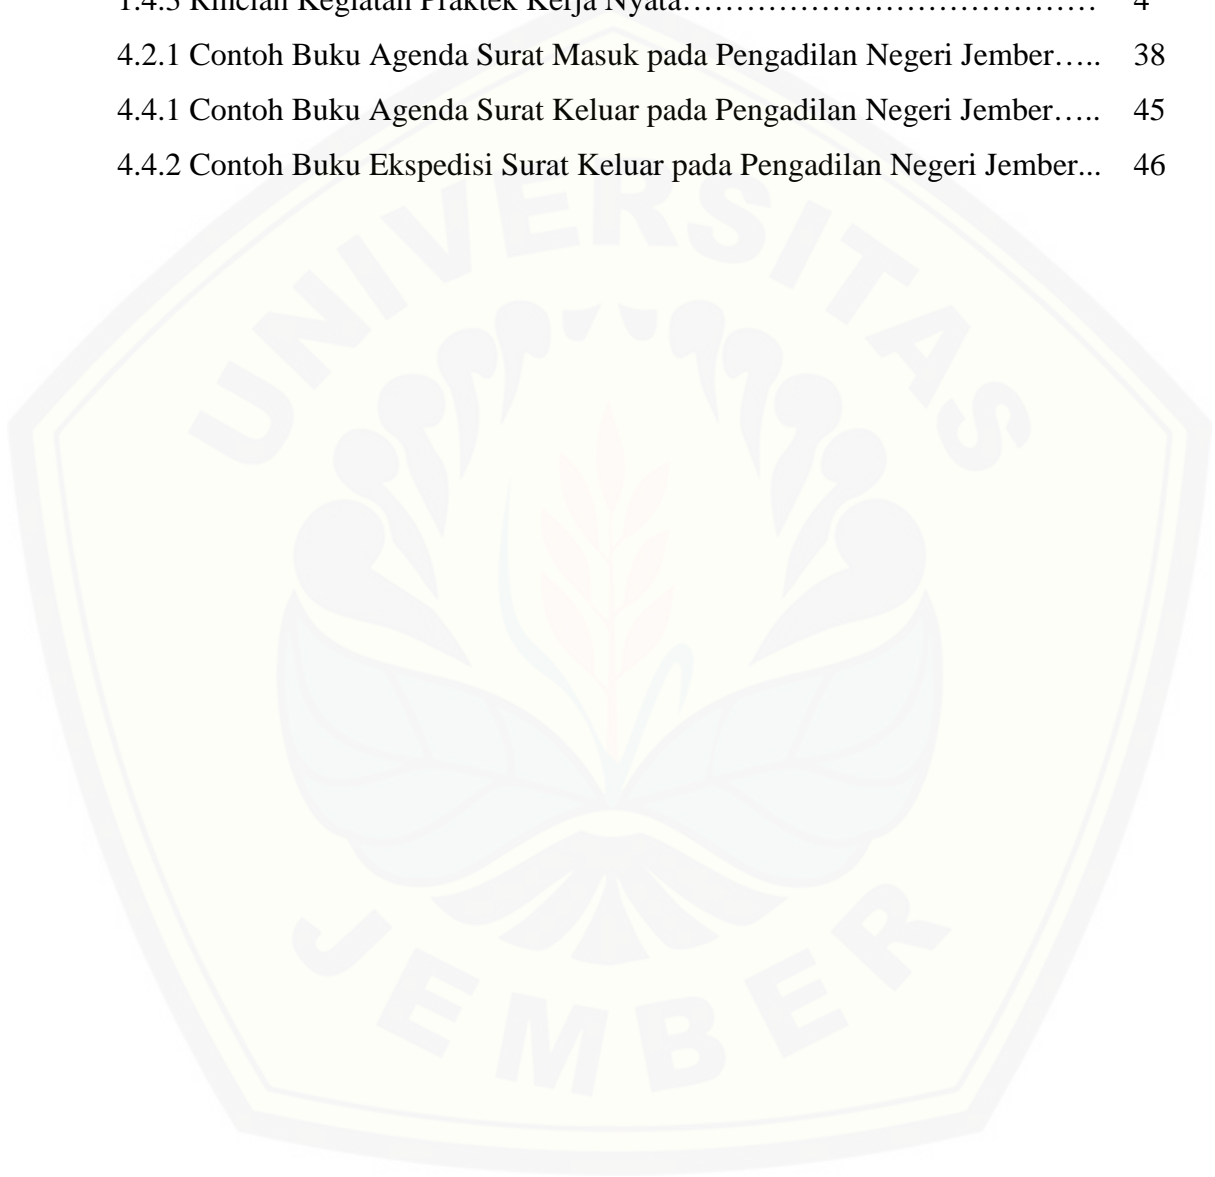 1.4.3 Rincian Kegiatan Praktek Kerja Nyata………………………………… 4
4.2.1 Contoh Buku Agenda Surat Masuk pada Pengadilan Negeri Jember….. 38
4.4.1 Contoh Buku Agenda Surat Keluar pada Pengadilan Negeri Jember….. 45
4.4.2 Contoh Buku Ekspedisi Surat Keluar pada Pengadilan Negeri Jember... 46
UNIVERSITAS
JEMBER